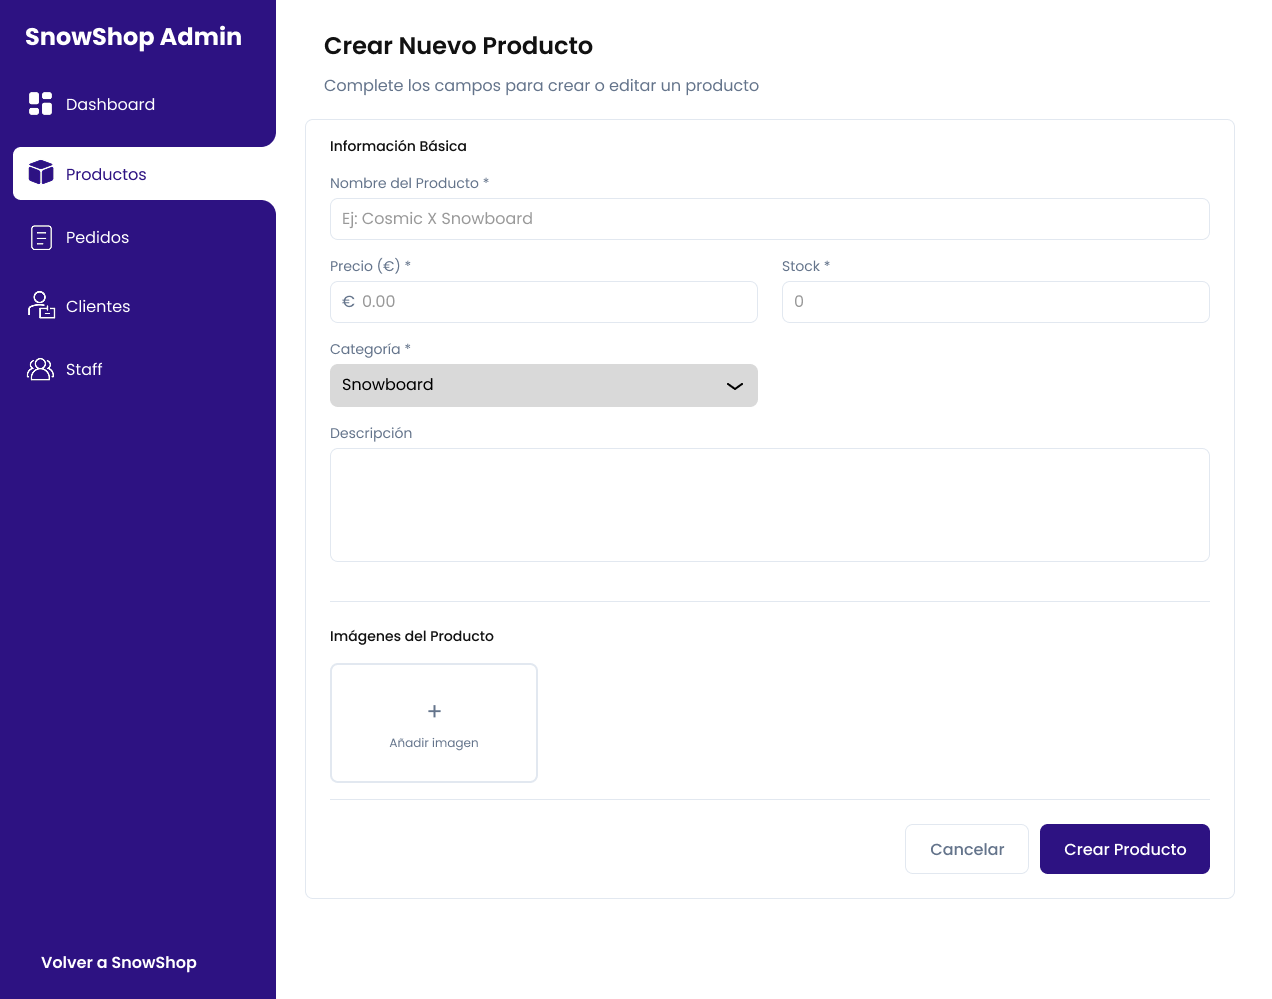 SnowShop Admin
Dashboard
Productos
Pedidos
Clientes
Staff
Volver a SnowShop
Crear Nuevo Producto
Complete los campos para crear o editar un producto
Información Básica
Nombre del Producto *
Ej: Cosmic X Snowboard
Precio (€) *
€ 0.00
Stock *
0
Categoría *
Snowboard
Descripción
Imágenes del Producto
+
Añadir imagen
Cancelar
Crear Producto